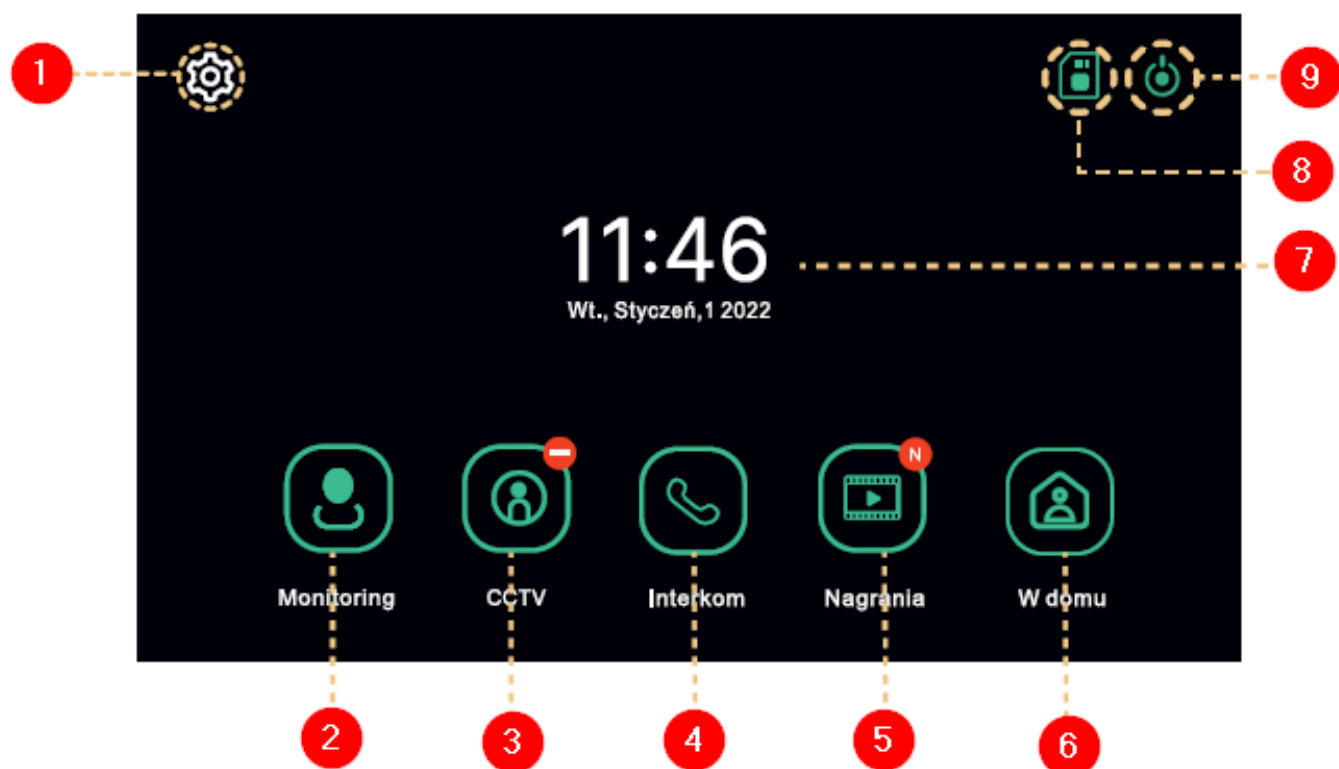 1
9
8
11:46
7
Wt., Styczeń,1 2022
N
Monitoring
CCTV
Interkom
Nagrania
W domu
2
3
4
5
6